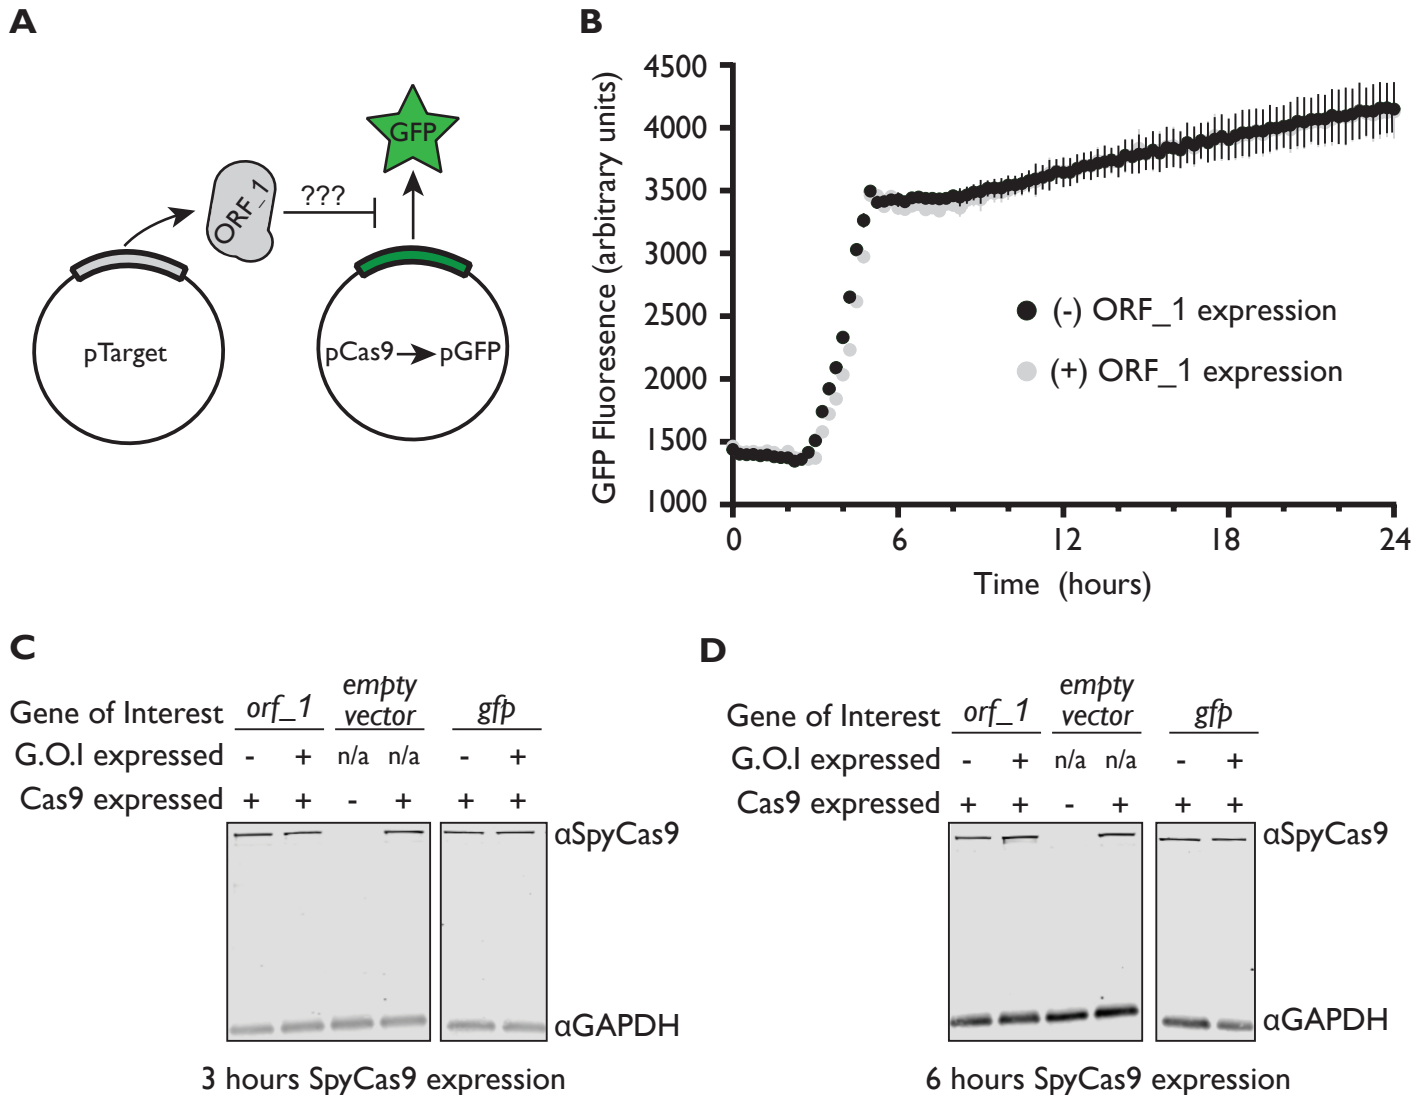 A
GFP
ORF_1
???
pTarget
pCas9 pGFP
B
GFP Fluoresence (arbitrary units)
4500
4000
3500
3000
2500
2000
1500
1000
0 6 12 18 24
Time (hours)
(-) ORF_1 expression
(+) ORF_1 expression
C
Gene of Interest orf_1 empty vector gfp
G.O.I expressed - + n/a n/a - +
Cas9 expressed + + - + + +
αSpyCas9
αGAPDH
3 hours SpyCas9 expression
D
Gene of Interest orf_1 empty vector gfp
G.O.I expressed - + n/a n/a - +
Cas9 expressed + + - + + +
αSpyCas9
αGAPDH
6 hours SpyCas9 expression